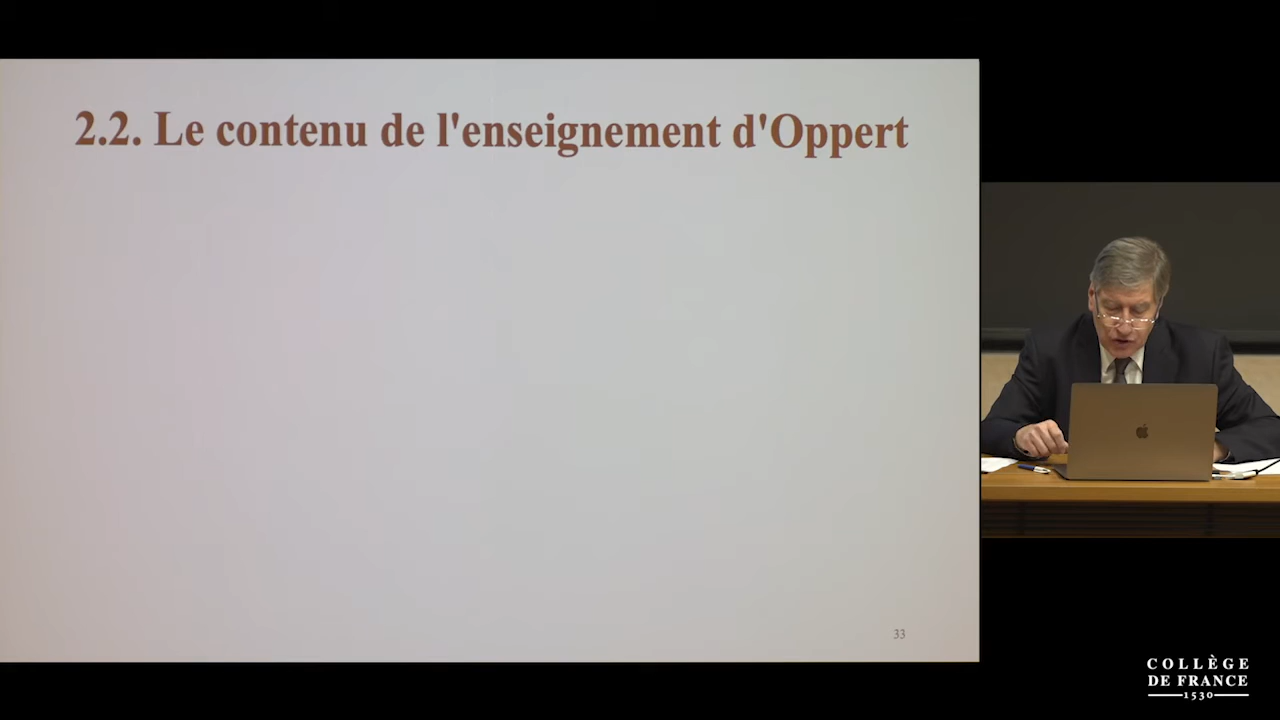 2.2. Le contenu de l'enseignement d'Oppert
33
COLLÈGE
DE FRANCE
1530